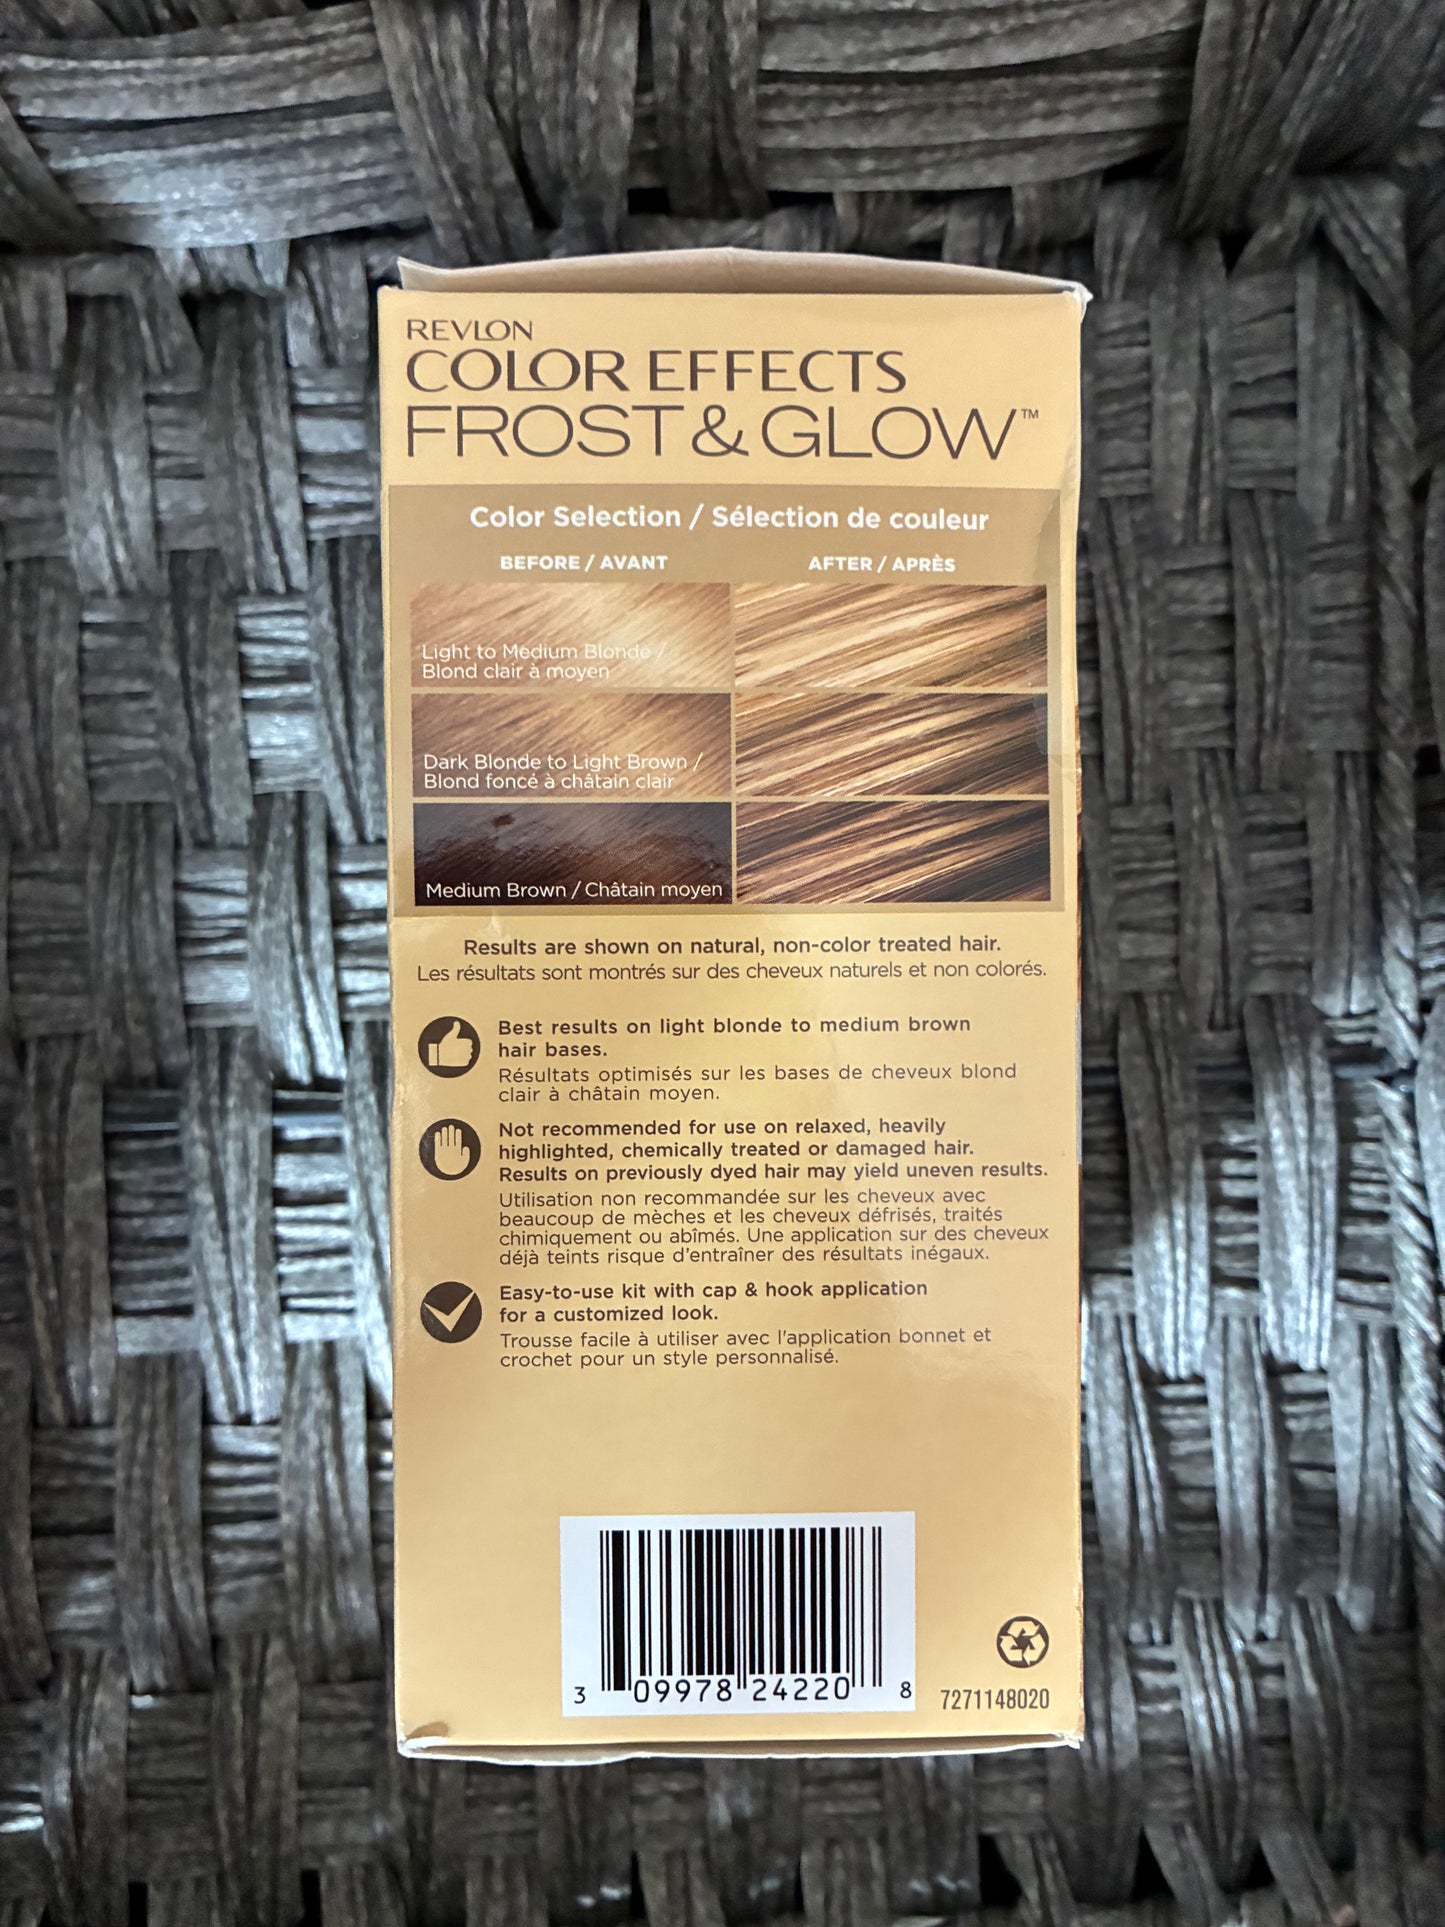 REVLON
COLOR EFFECTS
FROST & GLOW™
Color Selection / Sélection de couleur
BEFORE / AVANT
AFTER / APRÈS
Light to Medium Blonde /
Blond clair à moyen
Dark Blonde to Light Brown /
Blond foncé à châtain clair
Medium Brown / Châtain moyen
Results are shown on natural, non-color treated hair.
Les résultats sont montrés sur des cheveux naturels et non colorés.
Best results on light blonde to medium brown
hair bases.
Résultats optimisés sur les bases de cheveux blond
clair à châtain moyen.
Not recommended for use on relaxed, heavily
highlighted, chemically treated or damaged hair.
Results on previously dyed hair may yield uneven results.
Utilisation non recommandée sur les cheveux avec
beaucoup de mèches et les cheveux défrisés, traités
chimiquement ou abîmés. Une application sur des cheveux
déjà teints risque d'entraîner des résultats inégaux.
Easy-to-use kit with cap & hook application
for a customized look.
Trousse facile à utiliser avec l'application bonnet et
crochet pour un style personnalisé.
3 09978 24220 8
7271148020